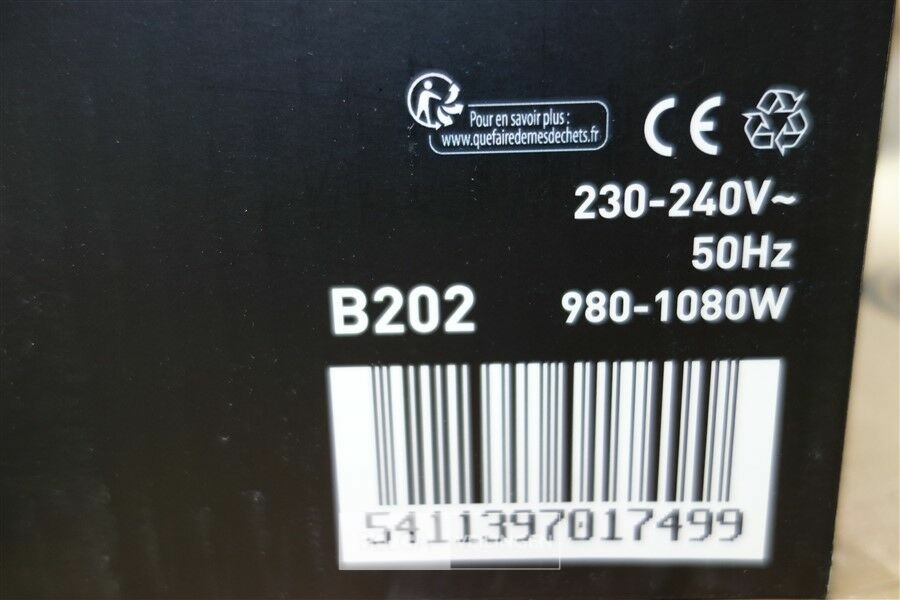 Pour en savoir plus :
www.quefairedemesdechets.fr
CE
230-240V~
50Hz
B202
980-1080W
5411397017499